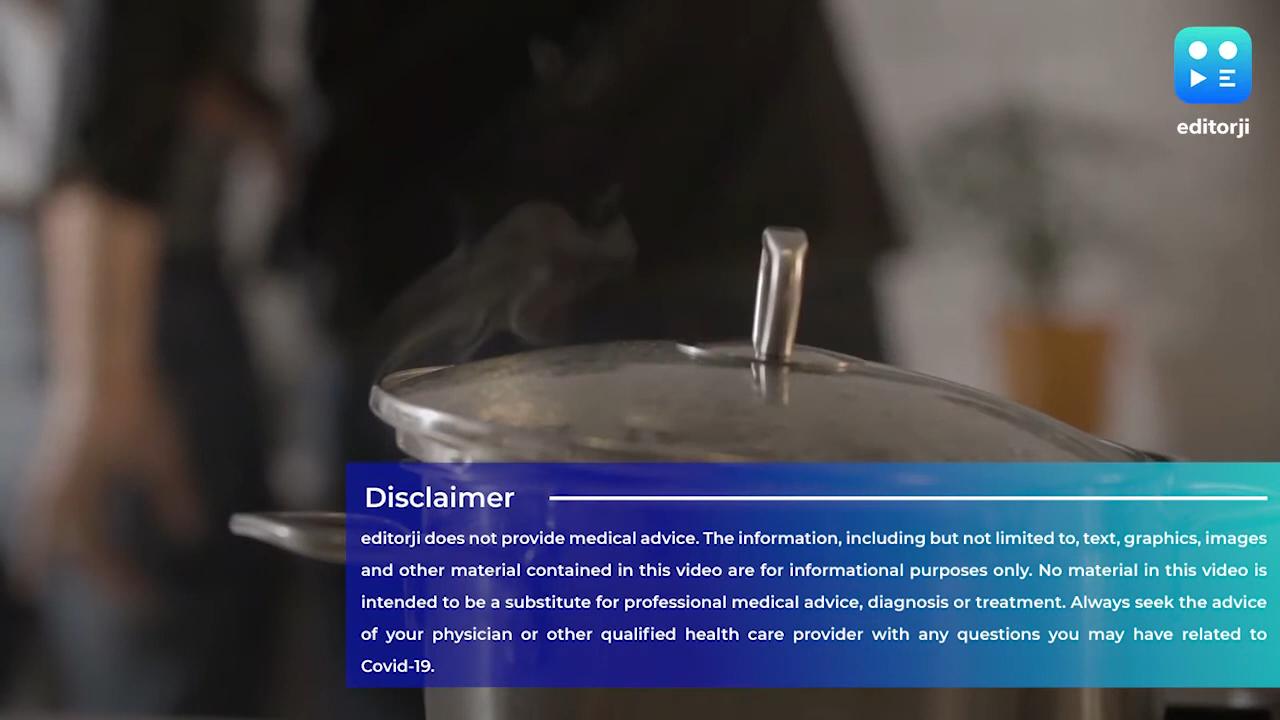 editorji
Disclaimer
editorji does not provide medical advice. The information, including but not limited to, text, graphics, images
and other material contained in this video are for informational purposes only. No material in this video is
intended to be a substitute for professional medical advice, diagnosis or treatment. Always seek the advice
of your physician or other qualified health care provider with any questions you may have related to
Covid-19.